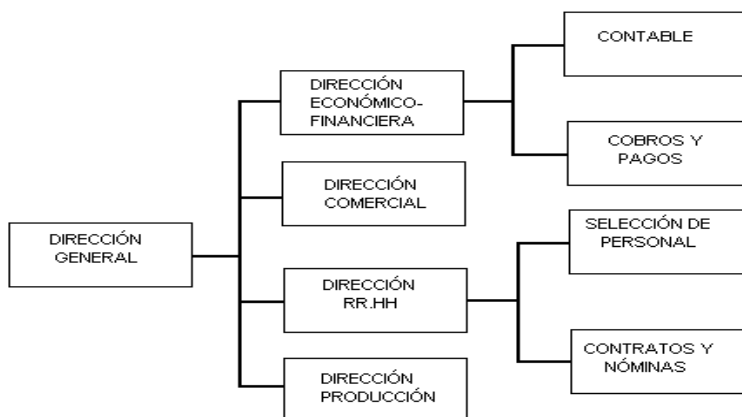 DIRECCIÓN
GENERAL
DIRECCIÓN
ECONÓMICO-
FINANCIERA
CONTABLE
COBROS Y
PAGOS
DIRECCIÓN
COMERCIAL
DIRECCIÓN
RR.HH
SELECCIÓN DE
PERSONAL
CONTRATOS Y
NÓMINAS
DIRECCIÓN
PRODUCCIÓN